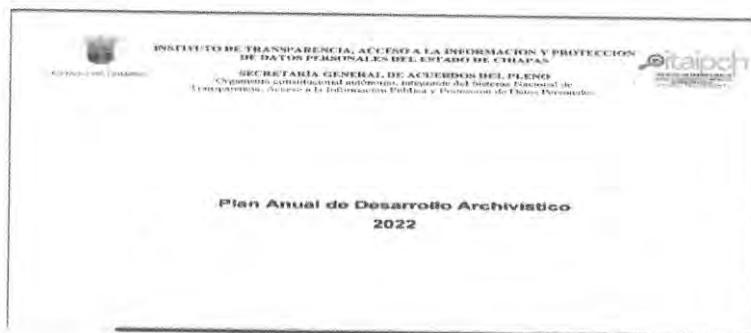 INSTITUTO DE TRANSPARENCIA, ACCESO A LA INFORMACION Y PROTECCION
DE DATOS PERSONALES DEL ESTADO DE CHIAPAS
SECRETARÍA GENERAL DE ACUERDOS DEL PLENO
Organismo constitucional autónomo, integrante del Sistema Nacional de
Transparencia, Acceso a la Información Pública y Protección de Datos Personales
itaipch
Plan Anual de Desarrollo Archivístico
2022